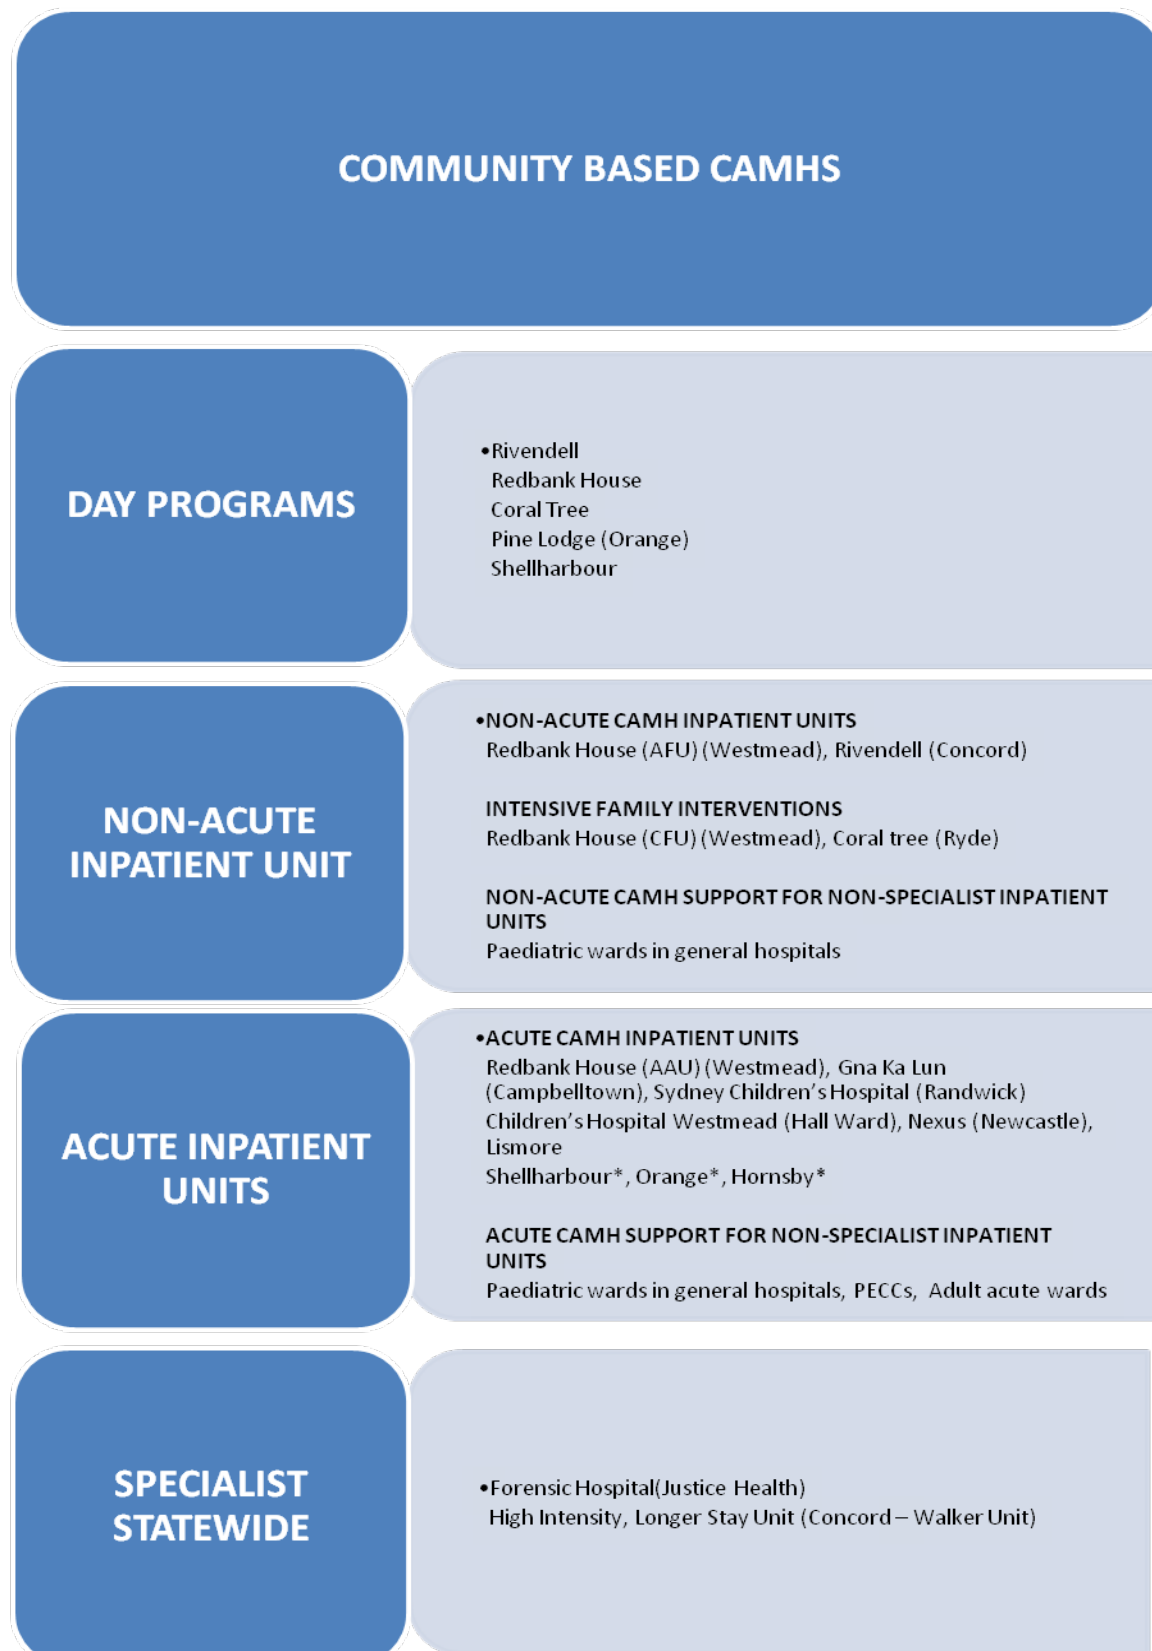 COMMUNITY BASED CAMHS
DAY PROGRAMS
•Rivendell
Redbank House
Coral Tree
Pine Lodge (Orange)
Shellharbour
NON-ACUTE
INPATIENT UNIT
•NON-ACUTE CAMH INPATIENT UNITS
Redbank House (AFU) (Westmead), Rivendell (Concord)
INTENSIVE FAMILY INTERVENTIONS
Redbank House (CFU) (Westmead), Coral tree (Ryde)
NON-ACUTE CAMH SUPPORT FOR NON-SPECIALIST INPATIENT
UNITS
Paediatric wards in general hospitals
ACUTE INPATIENT
UNITS
•ACUTE CAMH INPATIENT UNITS
Redbank House (AAU) (Westmead), Gna Ka Lun
(Campbelltown), Sydney Children's Hospital (Randwick)
Children's Hospital Westmead (Hall Ward), Nexus (Newcastle),
Lismore
Shellharbour*, Orange*, Hornsby*
ACUTE CAMH SUPPORT FOR NON-SPECIALIST INPATIENT
UNITS
Paediatric wards in general hospitals, PECCs, Adult acute wards
SPECIALIST
STATEWIDE
•Forensic Hospital(Justice Health)
High Intensity, Longer Stay Unit (Concord – Walker Unit)